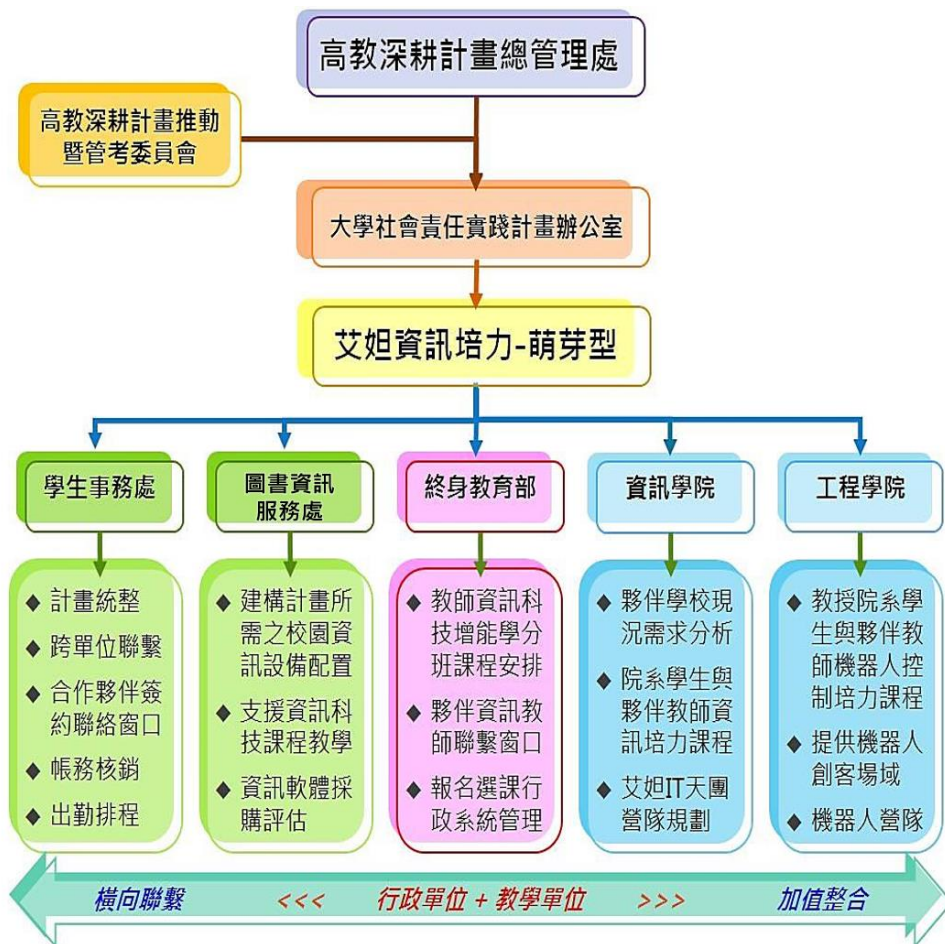 高教深耕計畫總管理處
高教深耕計畫推動
暨管考委員會
大學社會責任實踐計畫辦公室
艾妲資訊培力-萌芽型
學生事務處
圖書資訊
服務處
終身教育部
資訊學院
工程學院
◆ 計畫統整
◆ 跨單位聯繫
◆ 合作夥伴簽
約聯絡窗口
◆ 帳務核銷
◆ 出勤排程
◆ 建構計畫所
需之校園資
訊設備配置
◆ 支援資訊科
技課程教學
◆ 資訊軟體採
購評估
◆ 教師資訊科
技增能學分
班課程安排
◆ 夥伴資訊教
師聯繫窗口
◆ 報名選課行
政系統管理
◆ 夥伴學校現
況需求分析
◆ 院系學生與
夥伴教師資
訊培力課程
◆ 艾妲IT天團
營隊規劃
◆ 教授院系學
生與夥伴教
師機器人控
制培力課程
◆ 提供機器人
創客場域
◆ 機器人營隊
橫向聯繫 <<< 行政單位 + 教學單位 >>> 加值整合